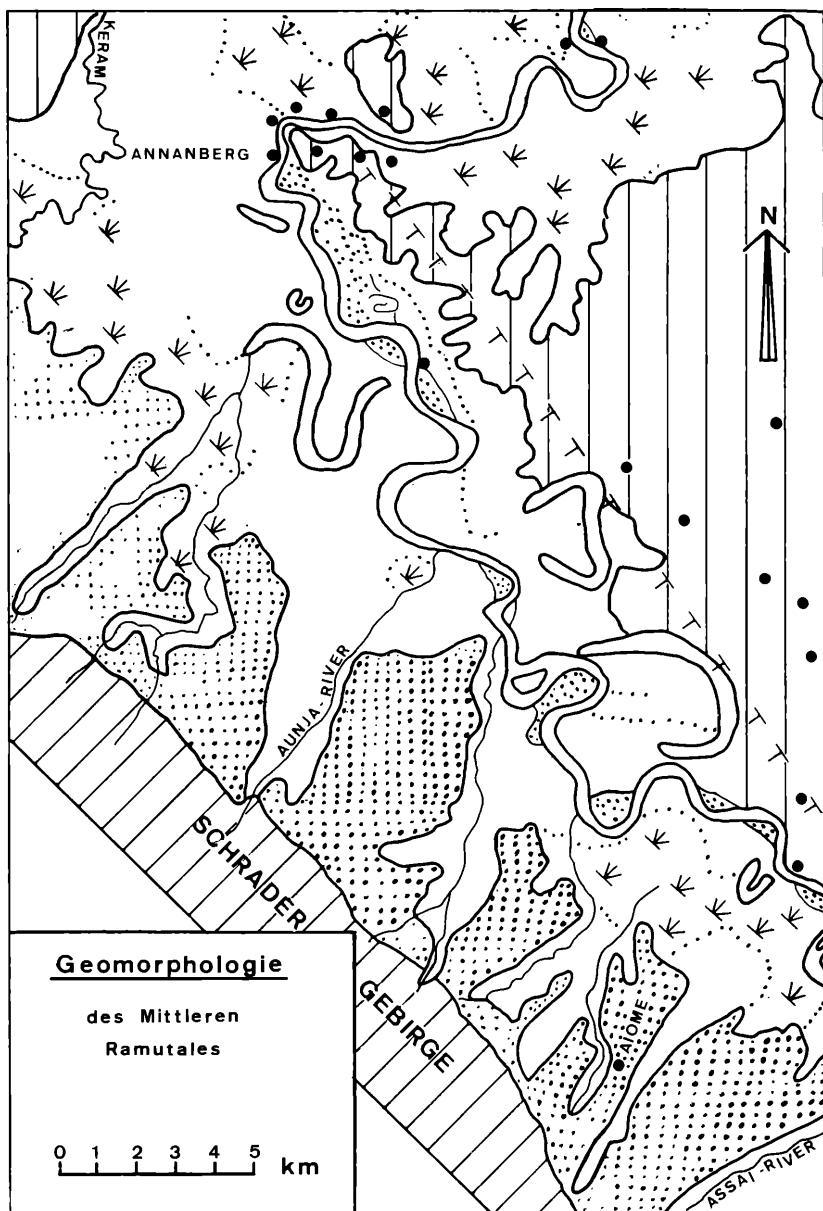 KERAM
ANNANBERG
N
AUNJA-RIVER
SCHRADER
GEBIRGE
AIOME
ASSAI-RIVER
Geomorphologie
des Mittleren
Ramutales
0 1 2 3 4 5 km